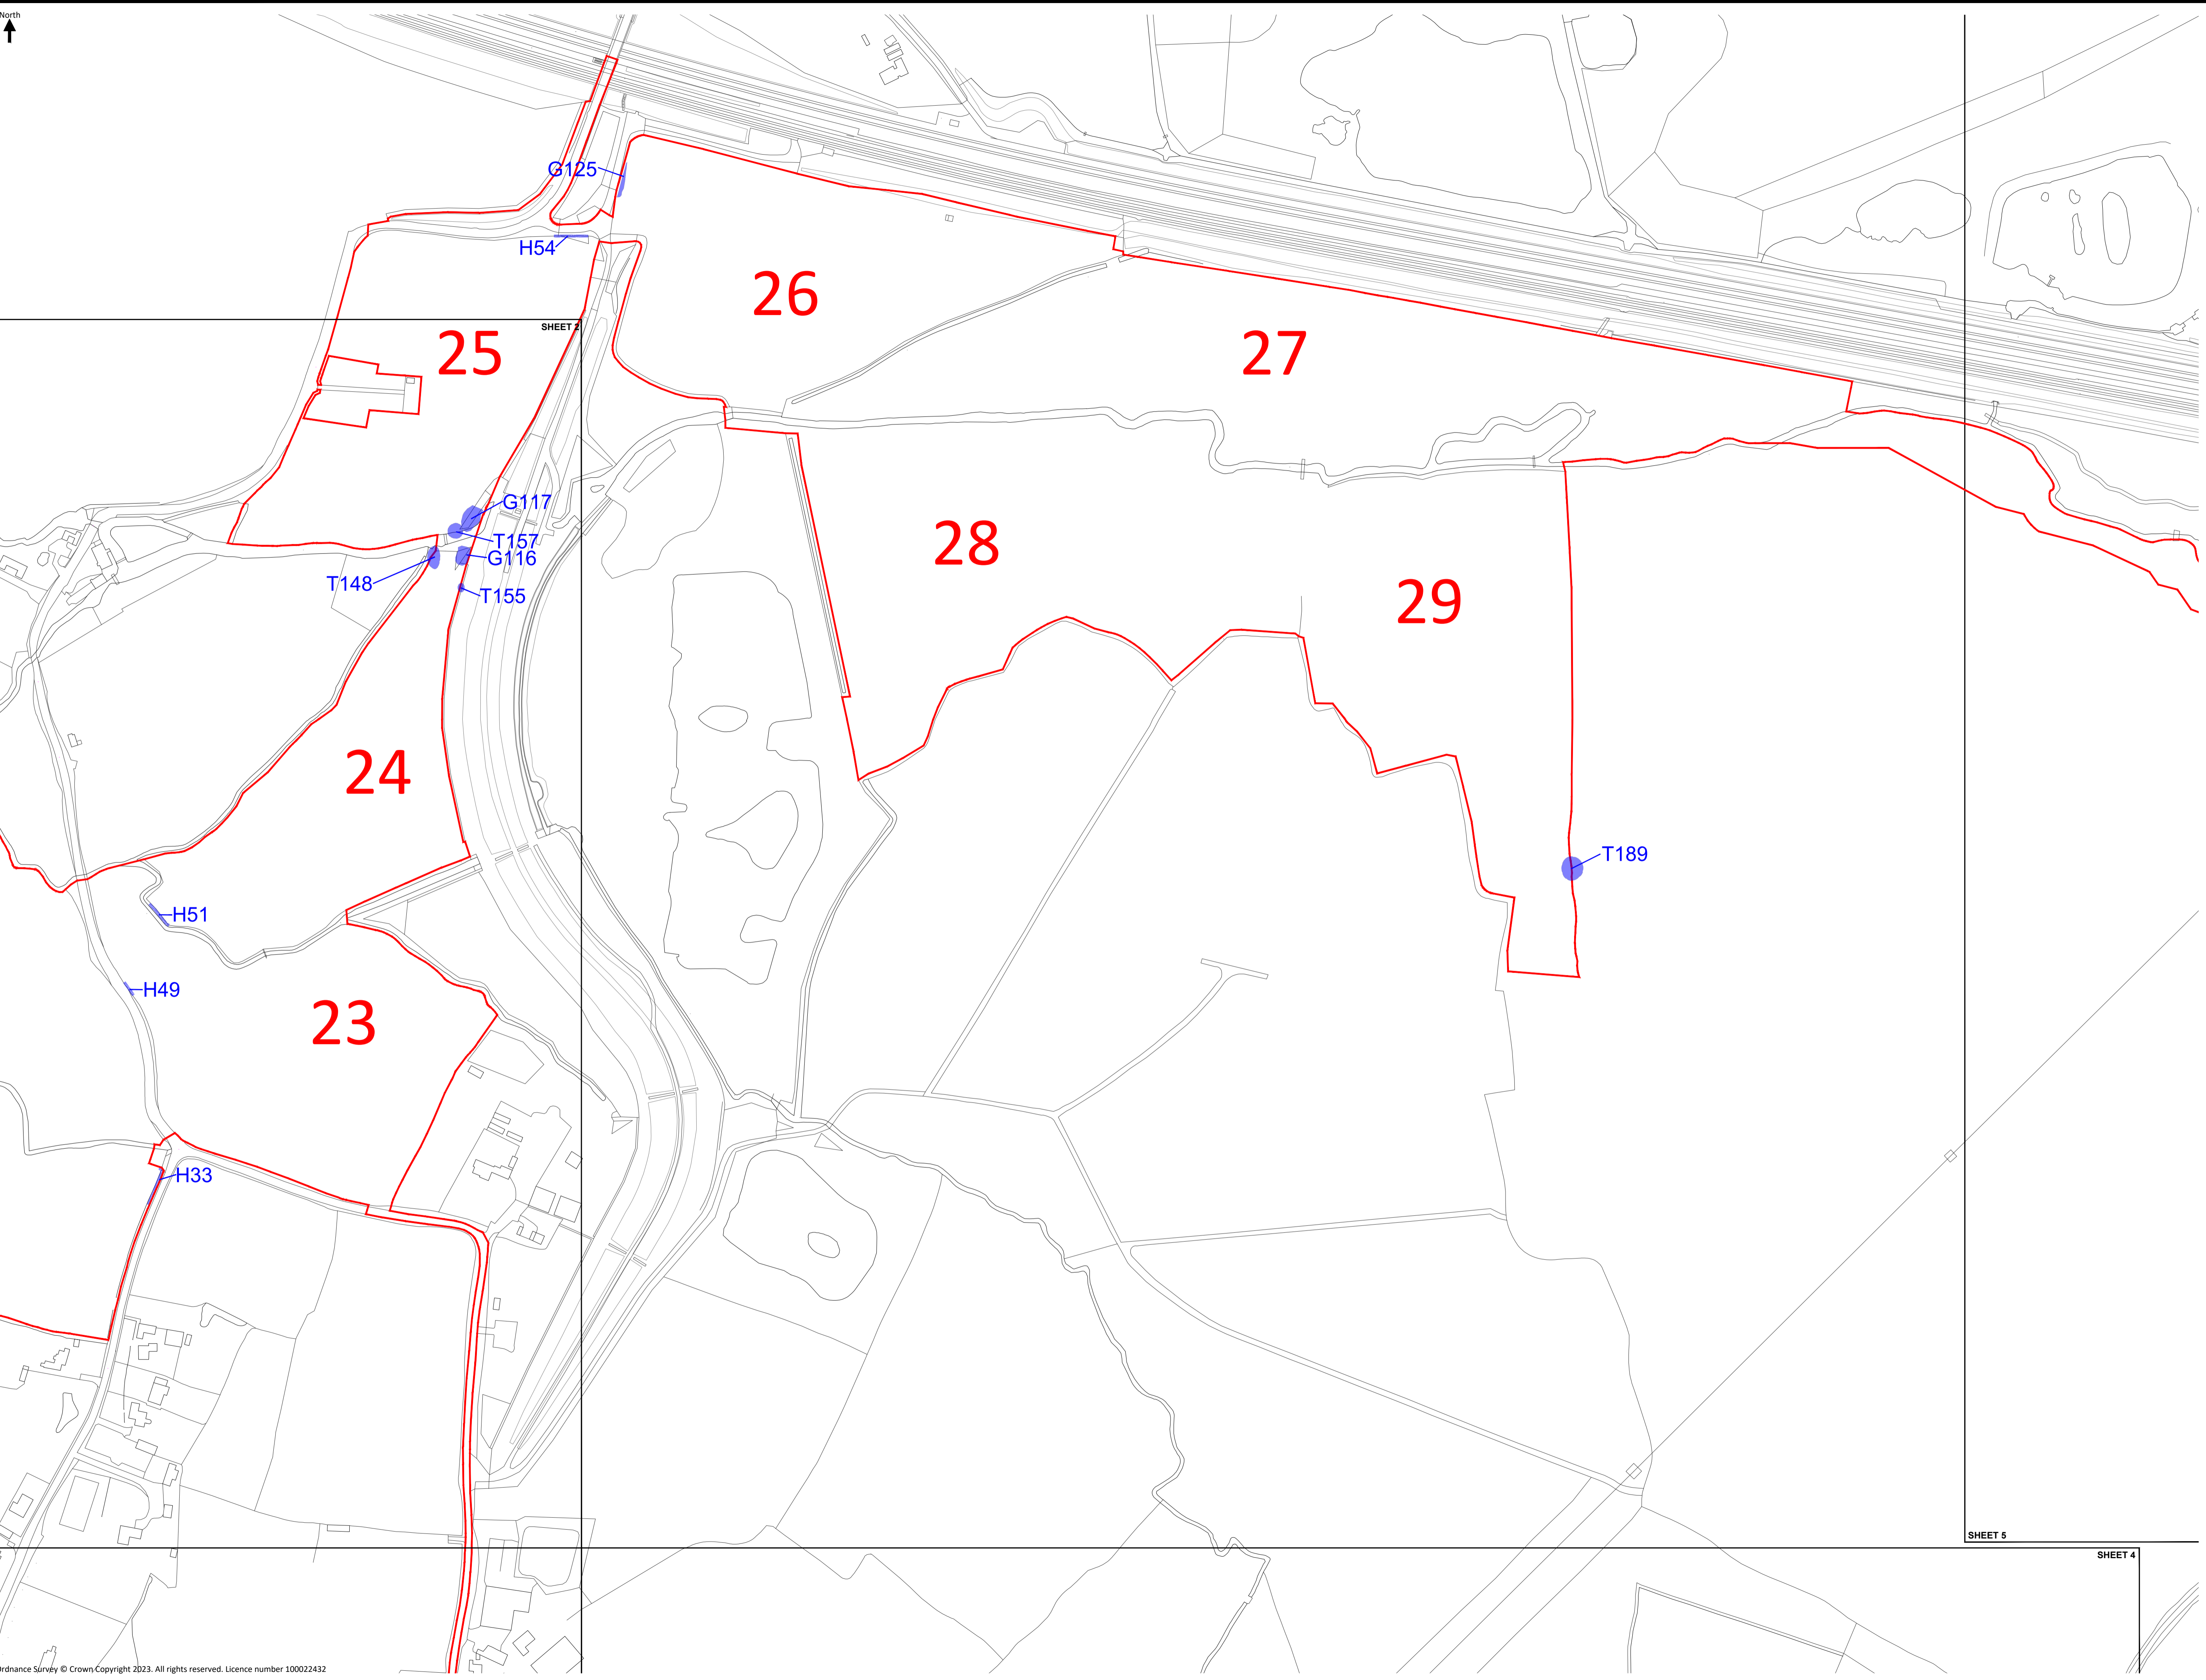 North
G125
H54
26
SHEET 2
25
27
G117
T157
G116
T148
T155
28
29
24
T189
H51
H49
23
H33
SHEET 5
SHEET 4
rdnance Survey © Crown Copyright 2023. All rights reserved. Licence number 100022432